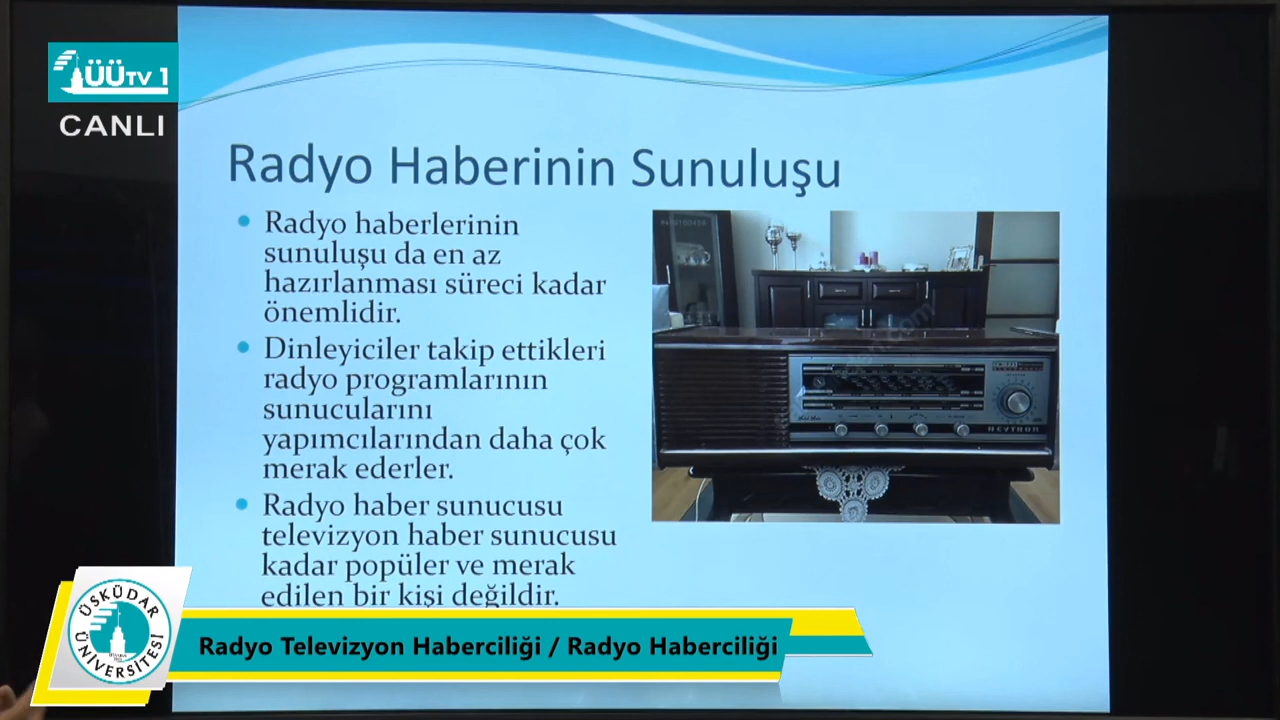 ÜÜTV 1
CANLI
Radyo Haberinin Sunuluşu
Radyo haberlerinin
sunuluşu da en az
hazırlanması süreci kadar
önemlidir.
Dinleyiciler takip ettikleri
radyo programlarının
sunucularını
yapımcılarından daha çok
merak ederler.
Radyo haber sunucusu
televizyon haber sunucusu
kadar popüler ve merak
edilen bir kişi değildir.
NEYTRON
ÜSKÜDAR
ÜNİVERSİTESİ
Radyo Televizyon Haberciliği / Radyo Haberciliği